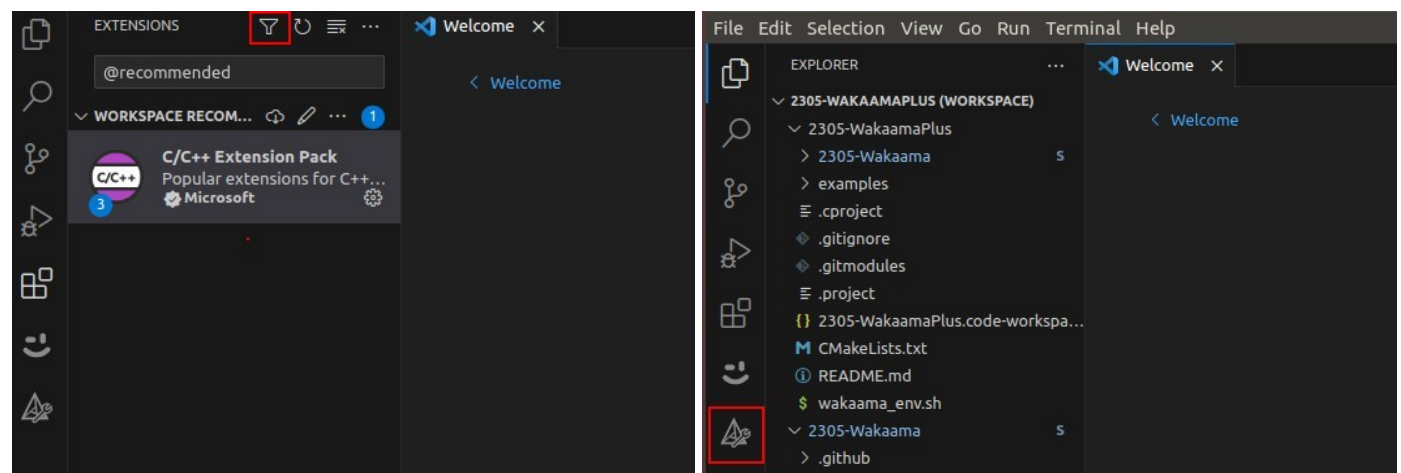 EXTENSIONS
Welcome
@recommended
< Welcome
WORKSPACE RECOM... 1
C/C++ Extension Pack
C/C++
Popular extensions for C++...
3
Microsoft
File Edit Selection View Go Run Terminal Help
EXPLORER
Welcome
2305-WAKAAMAPLUS (WORKSPACE)
< Welcome
2305-WakaamaPlus
2305-Wakaama S
examples
.cproject
.gitignore
.gitmodules
.project
{} 2305-WakaamaPlus.code-workspa...
M CMakeLists.txt
README.md
$ wakaama_env.sh
2305-Wakaama S
.github